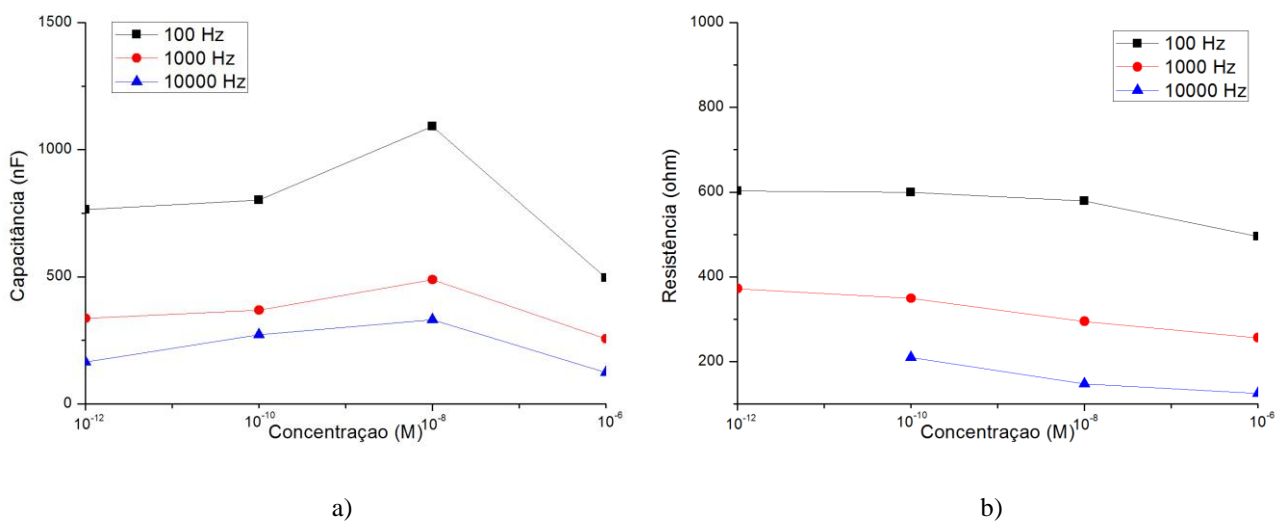 1500
1000
500
0
Capacitância (nF)
100 Hz
1000 Hz
10000 Hz
10⁻¹²
10⁻¹⁰
10⁻⁸
10⁻⁶
Concentraçao (M)
a)
1000
800
600
400
200
Resistência (ohm)
100 Hz
1000 Hz
10000 Hz
10⁻¹²
10⁻¹⁰
10⁻⁸
10⁻⁶
Concentraçao (M)
b)